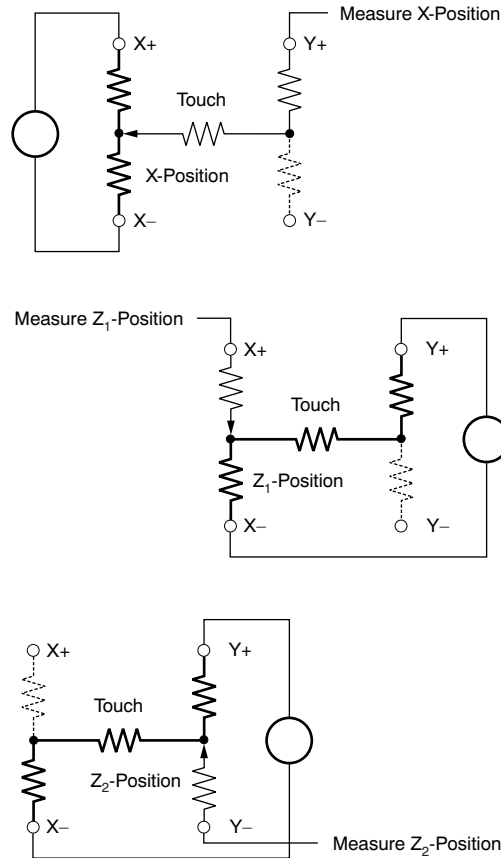 Measure X-Position
X+
Y+
Touch
X-Position
X−
Y−
Measure Z₁-Position
X+
Y+
Touch
Z₁-Position
X−
Y−
X+
Y+
Touch
Z₂-Position
X−
Y−
Measure Z₂-Position